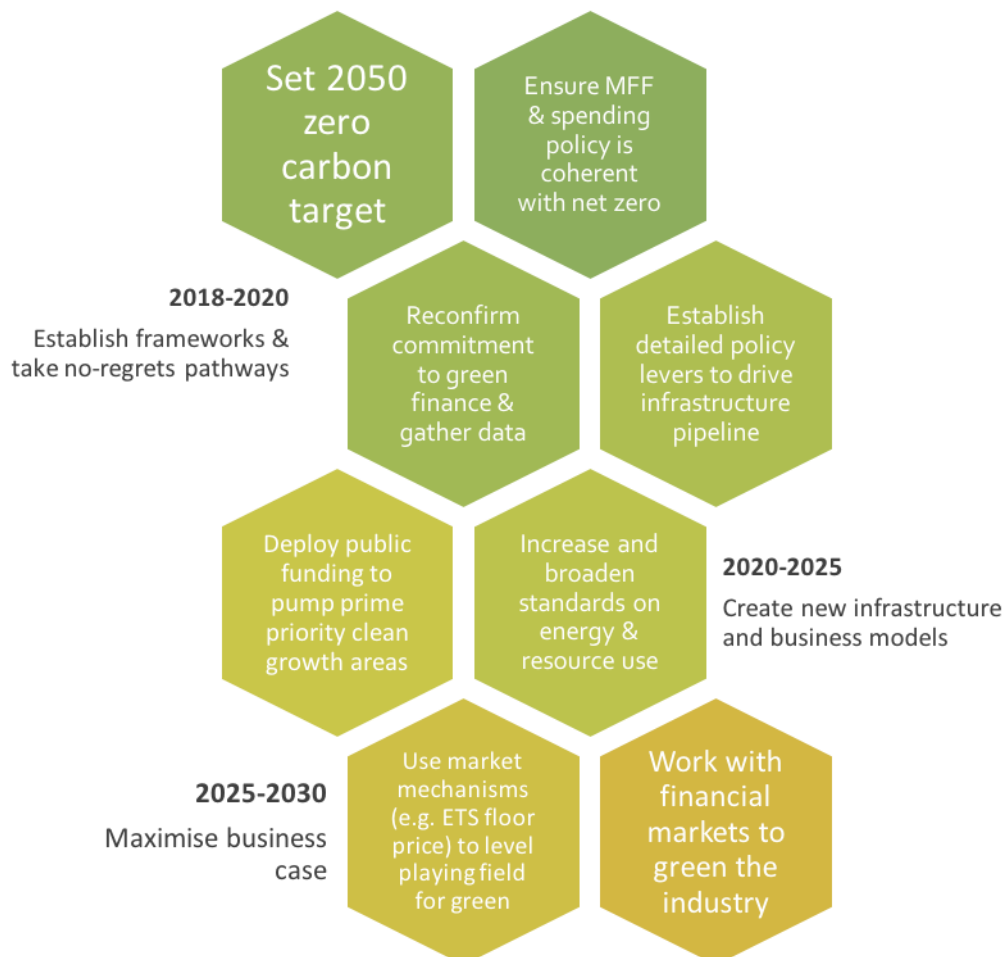 Set 2050
zero
carbon
target
Ensure MFF
& spending
policy is
coherent
with net zero
2018-2020
Establish frameworks &
take no-regrets pathways
Reconfirm
commitment
to green
finance &
gather data
Establish
detailed policy
levers to drive
infrastructure
pipeline
Deploy public
funding to
pump prime
priority clean
growth areas
Increase and
broaden
standards on
energy &
resource use
2020-2025
Create new infrastructure
and business models
2025-2030
Maximise business
case
Use market
mechanisms
(e.g. ETS floor
price) to level
playing field
for green
Work with
financial
markets to
green the
industry